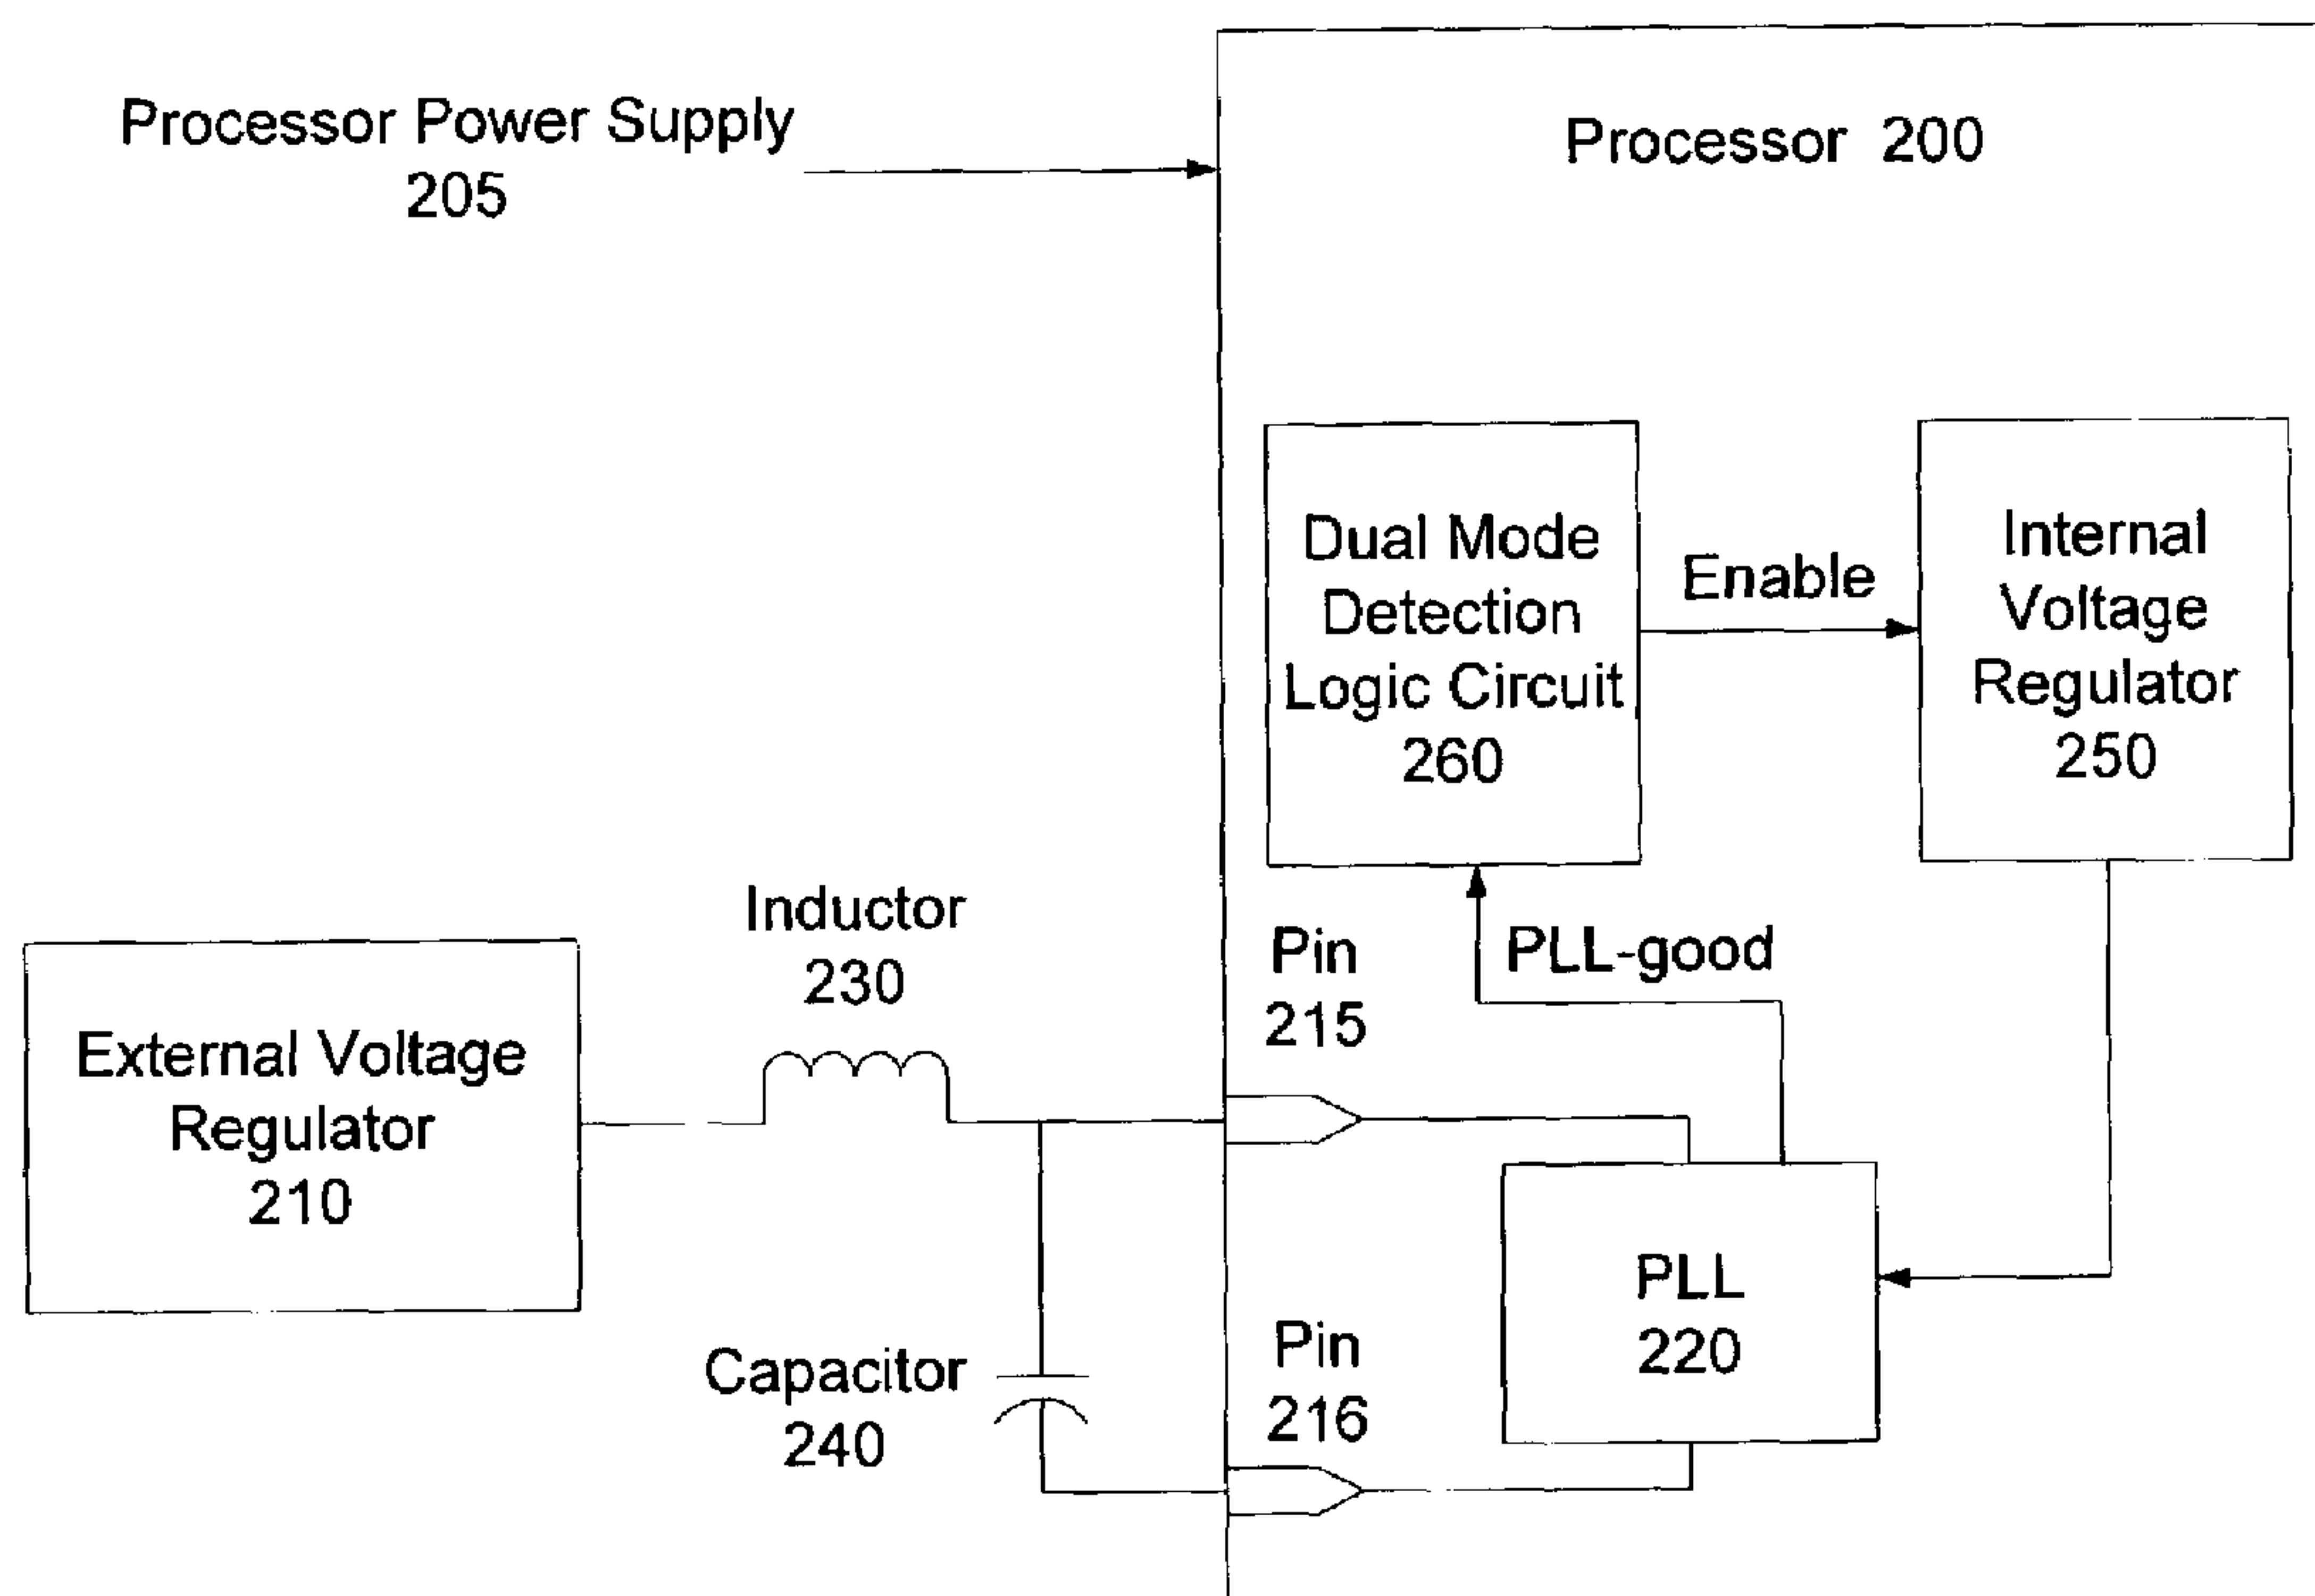 Processor Power Supply
205
Processor 200
Dual Mode
Detection
Logic Circuit
260
Enable
Internal
Voltage
Regulator
250
Inductor
230
Pin
215
PLL-good
External Voltage
Regulator
210
PLL
220
Capacitor
240
Pin
216